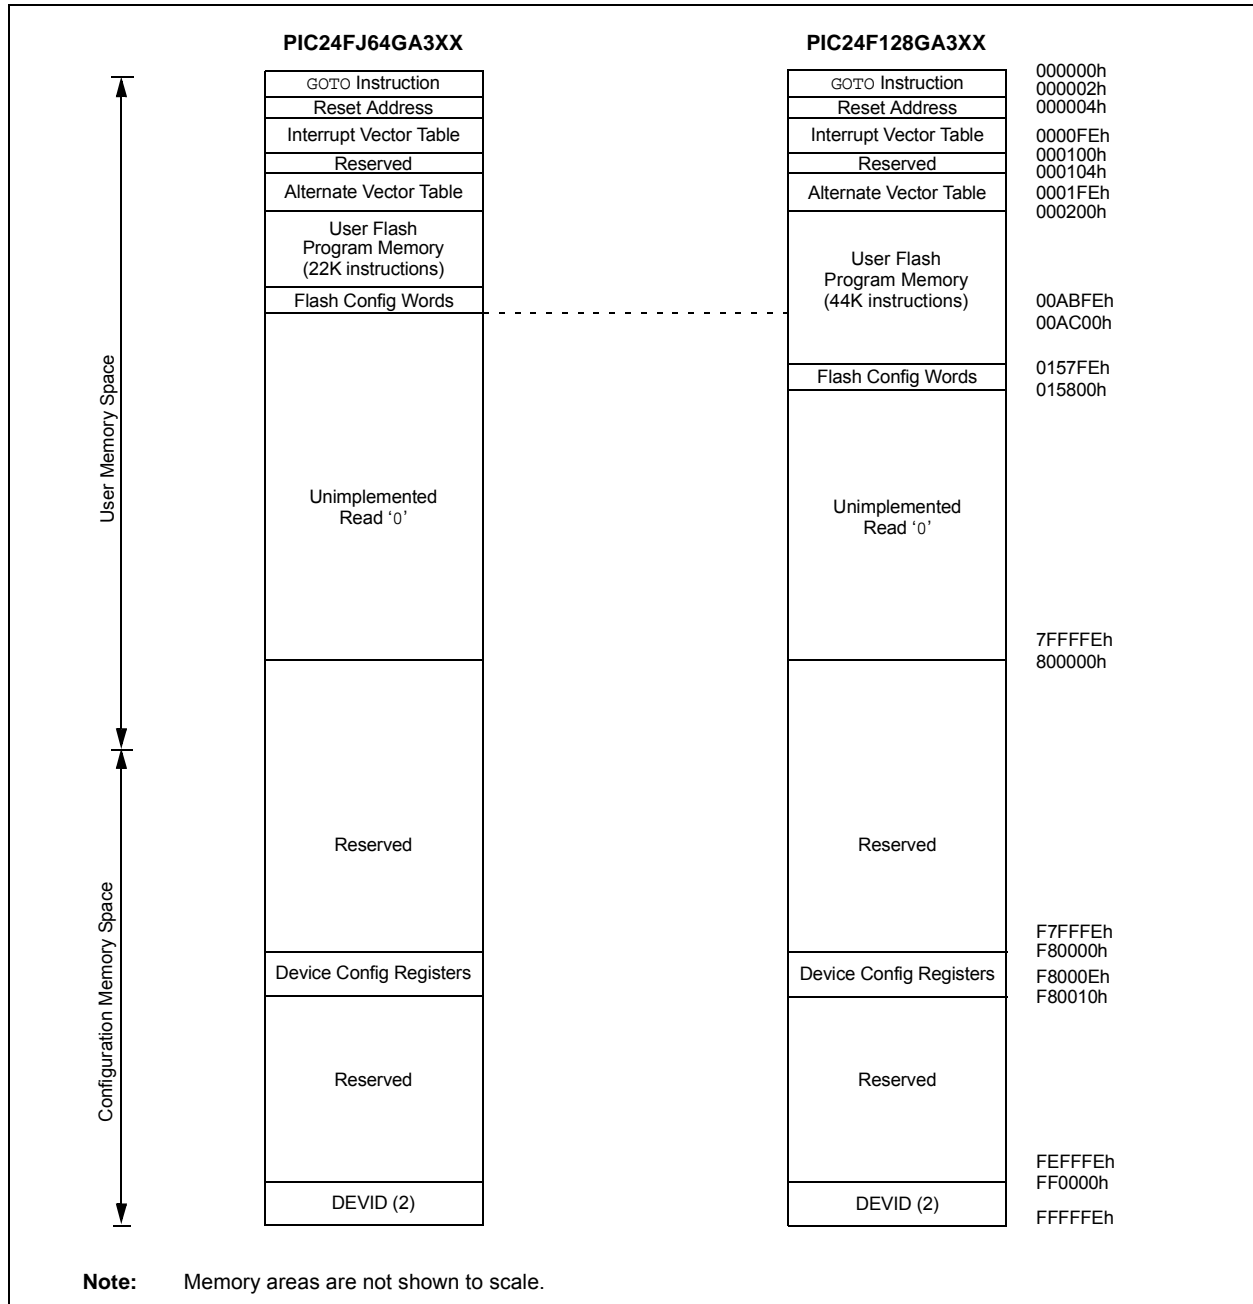 PIC24FJ64GA3XX
GOTO Instruction
Reset Address
Interrupt Vector Table
Reserved
Alternate Vector Table
User Flash
Program Memory
(22K instructions)
Flash Config Words
Unimplemented
Read ‘0’
Reserved
Device Config Registers
Reserved
DEVID (2)
PIC24F128GA3XX
GOTO Instruction
Reset Address
Interrupt Vector Table
Reserved
Alternate Vector Table
User Flash
Program Memory
(44K instructions)
Flash Config Words
Unimplemented
Read ‘0’
Reserved
Device Config Registers
Reserved
DEVID (2)
000000h
000002h
000004h
0000FEh
000100h
000104h
0001FEh
000200h
00ABFEh
00AC00h
0157FEh
015800h
7FFFFEh
800000h
F7FFFEh
F80000h
F8000Eh
F80010h
FEFFFEh
FF0000h
FFFFFEh
User Memory Space
Configuration Memory Space
Note: Memory areas are not shown to scale.